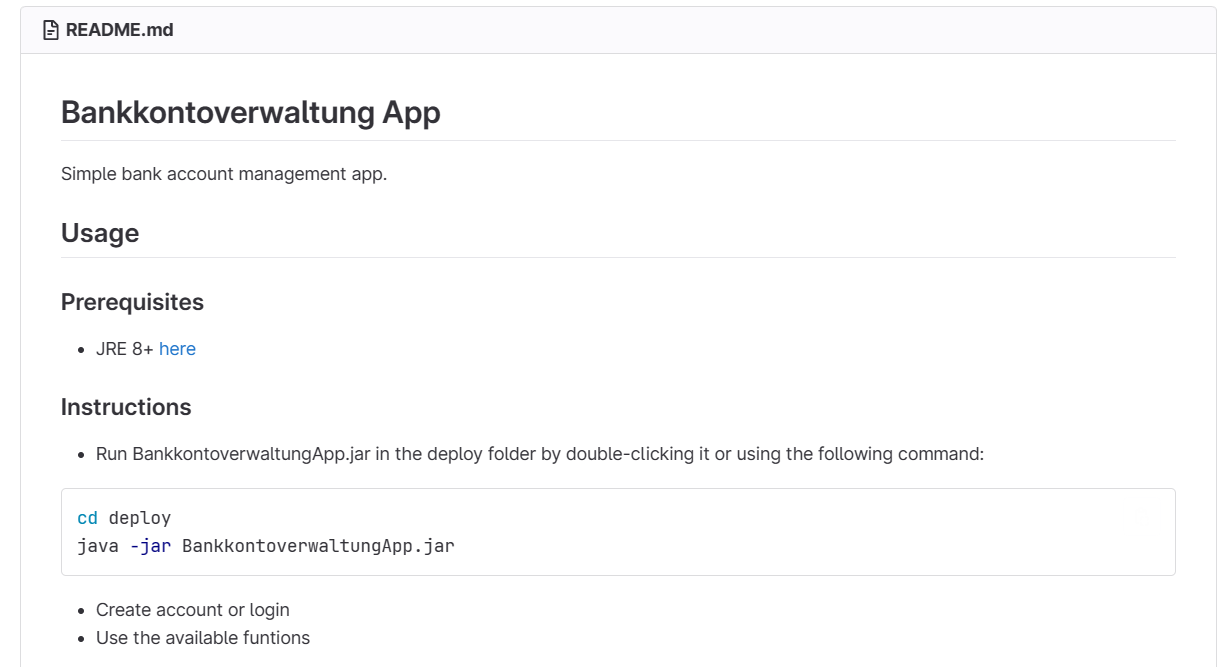 README.md
Bankkontoverwaltung App
Simple bank account management app.
Usage
Prerequisites
• JRE 8+ here
Instructions
• Run BankkontoverwaltungApp.jar in the deploy folder by double-clicking it or using the following command:
cd deploy
java -jar BankkontoverwaltungApp.jar
• Create account or login
• Use the available funtions